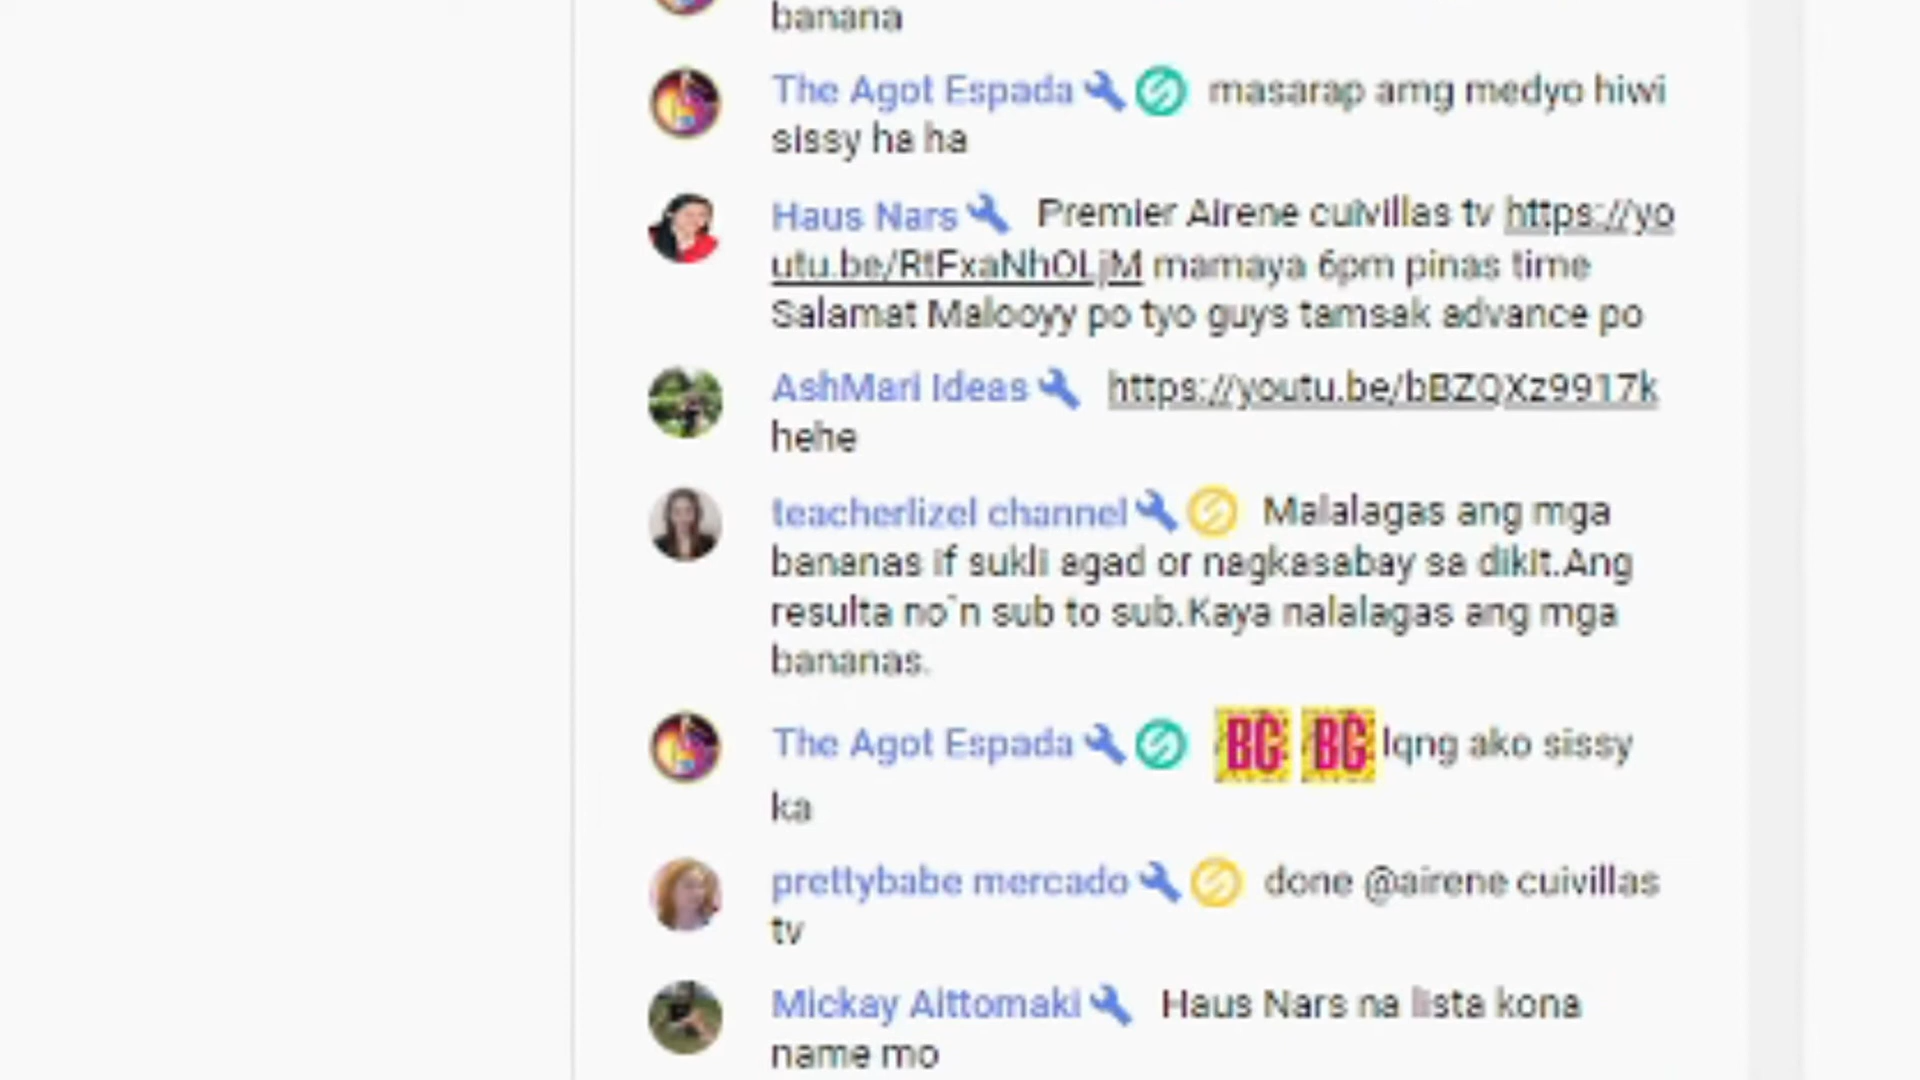 banana
The Agot Espada masarap amg medyo hiwi
sissy ha ha
Haus Nars Premier Airene cuivillas tv https://yo
utu.be/RtFxaNhOLjM mamaya 6pm pinas time
Salamat Malooyy po tyo guys tamsak advance po
AshMari Ideas https://youtu.be/bBZQXz9917k
hehe
teacherlizel channel Malalagas ang mga
bananas if sukli agad or nagkasabay sa dikit.Ang
resulta no`n sub to sub.Kaya nalalagas ang mga
bananas.
The Agot Espada BG BG lqng ako sissy
ka
prettybabe mercado done @airene cuivillas
tv
Mickay Aittomaki Haus Nars na lista kona
name mo